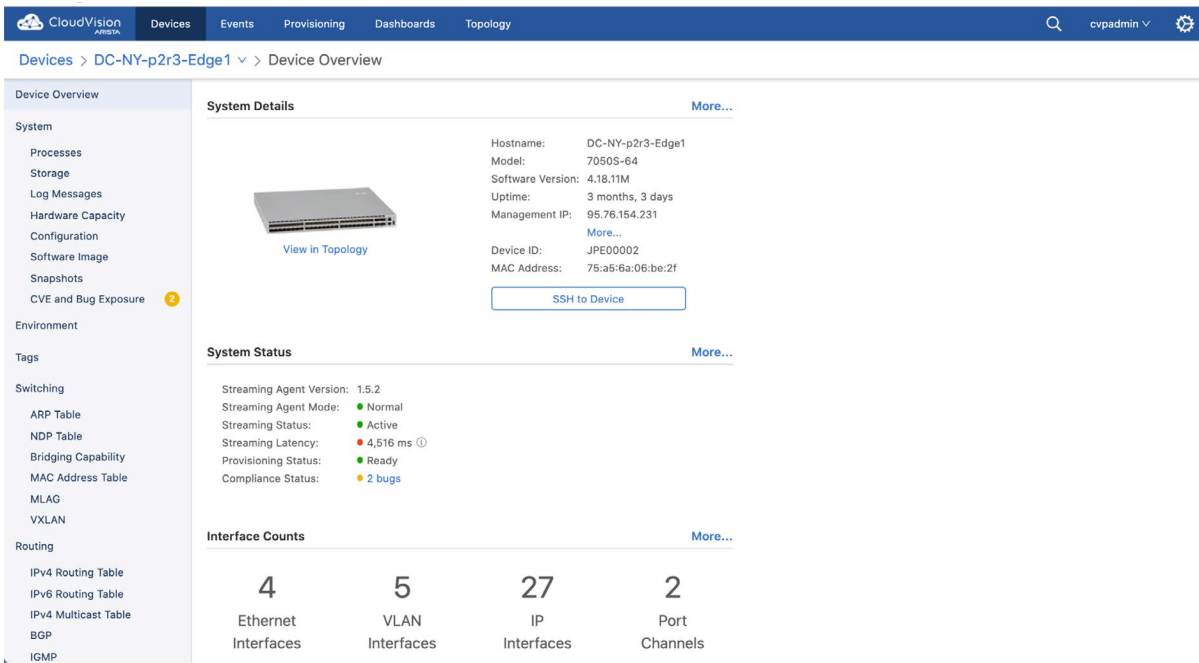 CloudVision
ARISTA
Devices Events Provisioning Dashboards Topology cvpadmin
Devices > DC-NY-p2r3-Edge1 > Device Overview
Device Overview
System
Processes
Storage
Log Messages
Hardware Capacity
Configuration
Software Image
Snapshots
CVE and Bug Exposure 2
Environment
Tags
Switching
ARP Table
NDP Table
Bridging Capability
MAC Address Table
MLAG
VXLAN
Routing
IPv4 Routing Table
IPv6 Routing Table
IPv4 Multicast Table
BGP
IGMP
System Details More...
View in Topology
Hostname: DC-NY-p2r3-Edge1
Model: 7050S-64
Software Version: 4.18.11M
Uptime: 3 months, 3 days
Management IP: 95.76.154.231
More...
Device ID: JPE00002
MAC Address: 75:a5:6a:06:be:2f
SSH to Device
System Status More...
Streaming Agent Version: 1.5.2
Streaming Agent Mode: Normal
Streaming Status: Active
Streaming Latency: 4,516 ms
Provisioning Status: Ready
Compliance Status: 2 bugs
Interface Counts More...
4 5 27 2
Ethernet VLAN IP Port
Interfaces Interfaces Interfaces Channels